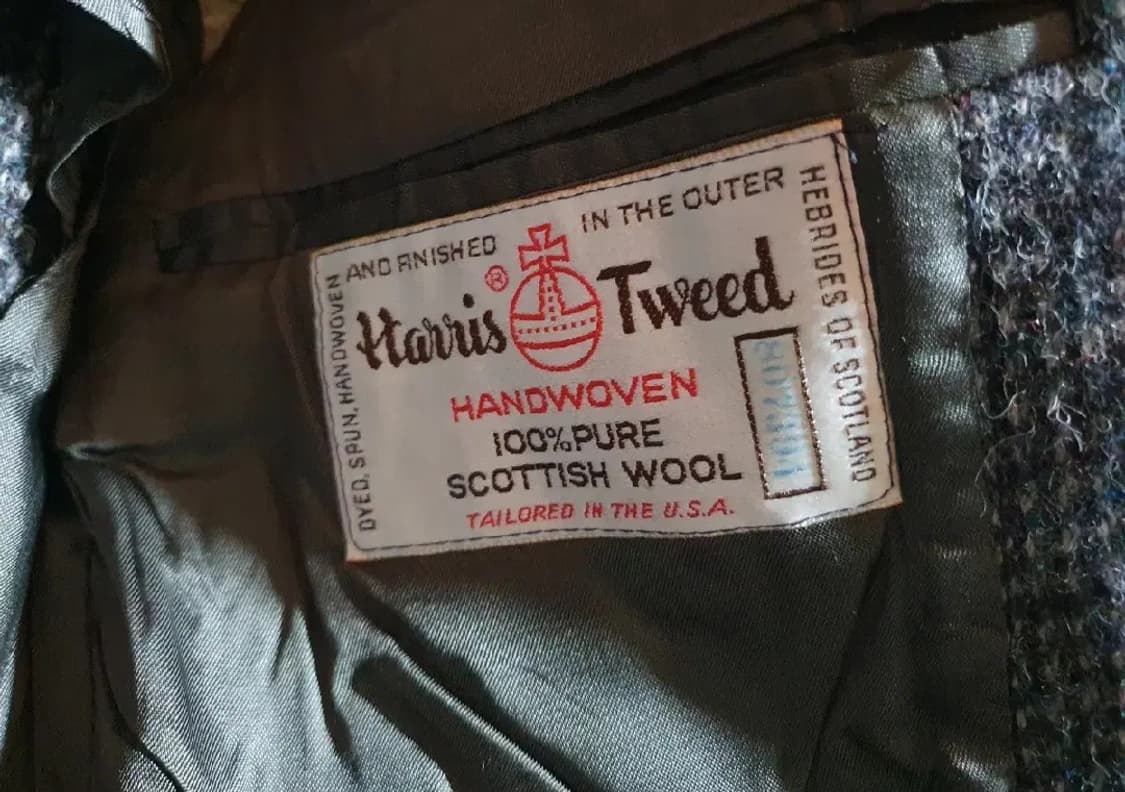 DYED, SPUN, HANDWOVEN
AND FINISHED
IN THE OUTER
HEBRIDES OF SCOTLAND
Harris ® Tweed
HANDWOVEN
100% PURE
SCOTTISH WOOL
TAILORED IN THE U.S.A.